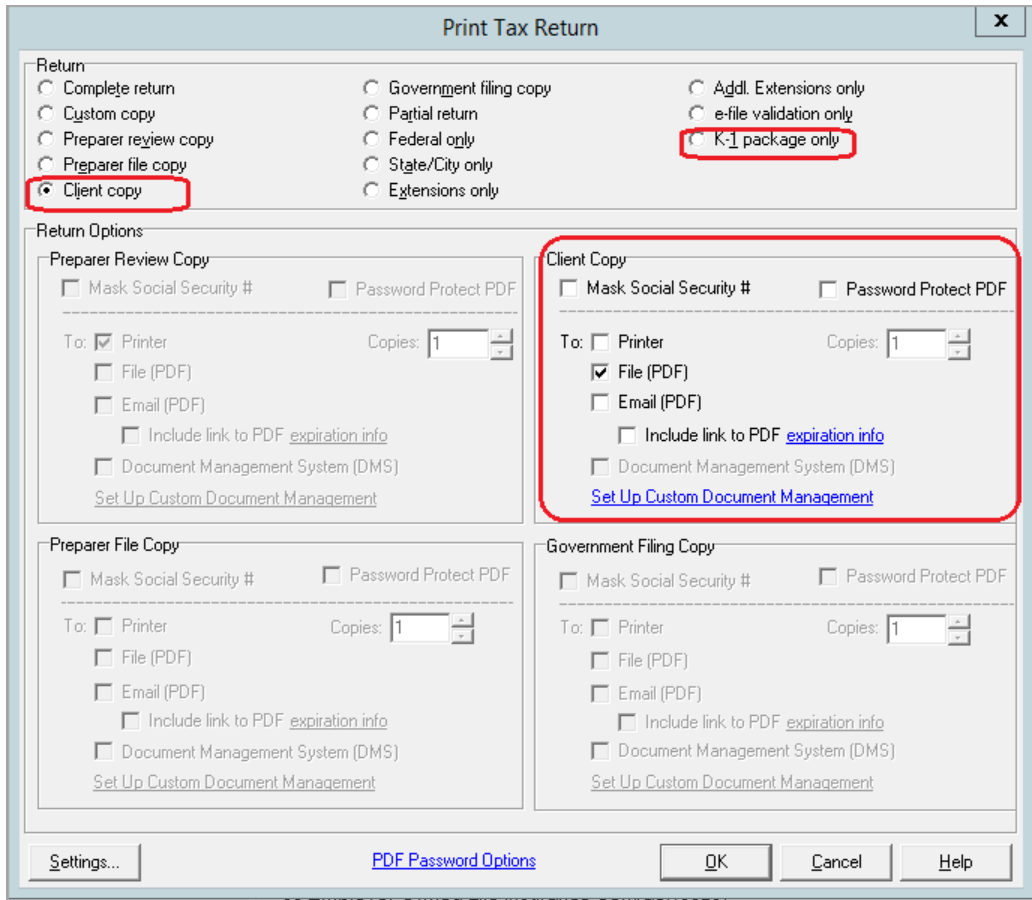 Print Tax Return
x
Return
Complete return
Custom copy
Preparer review copy
Preparer file copy
Client copy
Government filing copy
Partial return
Federal only
State/City only
Extensions only
Addl. Extensions only
e-file validation only
K-1 package only
Return Options
Preparer Review Copy
Mask Social Security # Password Protect PDF
To: Printer Copies: 1
File (PDF)
Email (PDF)
Include link to PDF expiration info
Document Management System (DMS)
Set Up Custom Document Management
Client Copy
Mask Social Security # Password Protect PDF
To: Printer Copies: 1
File (PDF)
Email (PDF)
Include link to PDF expiration info
Document Management System (DMS)
Set Up Custom Document Management
Preparer File Copy
Mask Social Security # Password Protect PDF
To: Printer Copies: 1
File (PDF)
Email (PDF)
Include link to PDF expiration info
Document Management System (DMS)
Set Up Custom Document Management
Government Filing Copy
Mask Social Security # Password Protect PDF
To: Printer Copies: 1
File (PDF)
Email (PDF)
Include link to PDF expiration info
Document Management System (DMS)
Set Up Custom Document Management
Settings... PDF Password Options OK Cancel Help